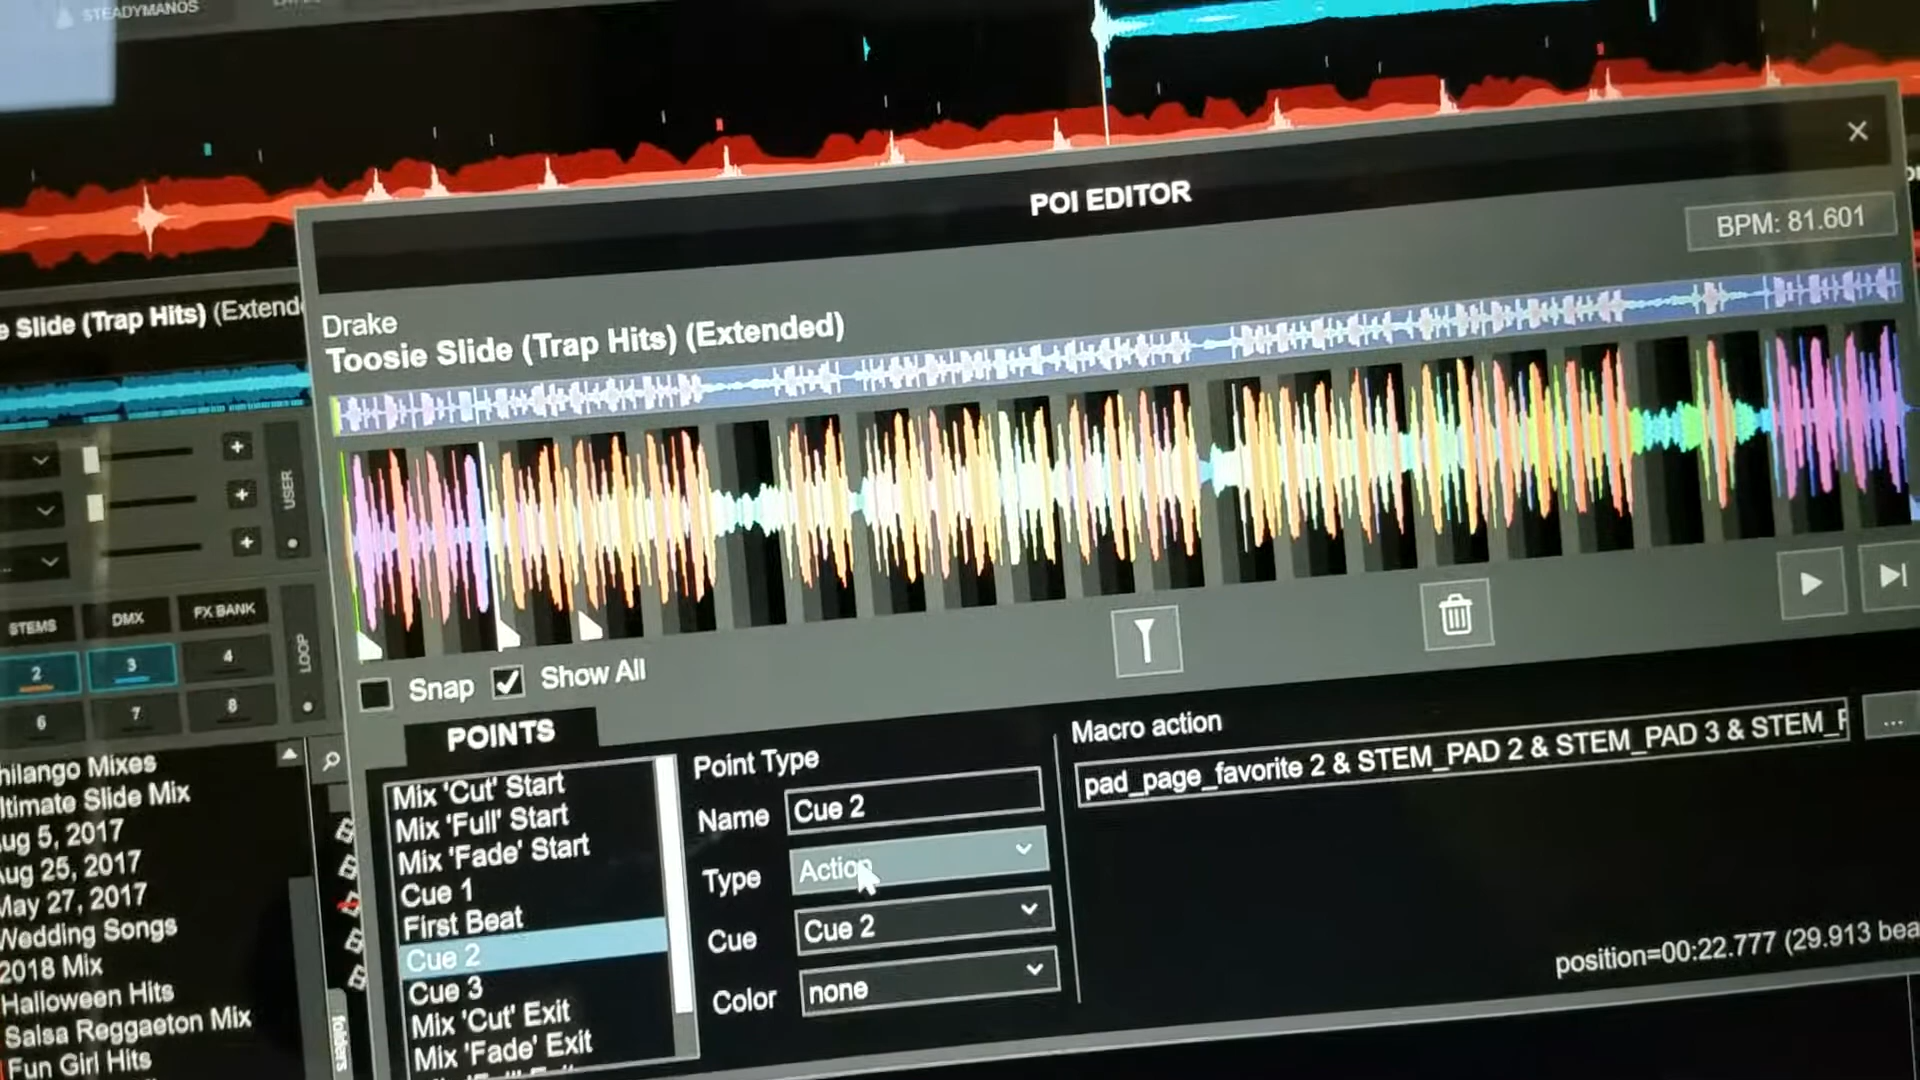 STEADYMANOS
POI EDITOR
BPM: 81.601
Slide (Trap Hits) (Extend
Drake
Toosie Slide (Trap Hits) (Extended)
USER
STEMS
DMX
FX BANK
LOOP
2
3
4
6
7
8
Snap
Show All
POINTS
Mix 'Cut' Start
Mix 'Full' Start
Mix 'Fade' Start
Cue 1
First Beat
Cue 2
Cue 3
Mix 'Cut' Exit
Mix 'Fade' Exit
Point Type
Name
Cue 2
Type
Action
Cue
Cue 2
Color
none
Macro action
pad_page_favorite 2 & STEM_PAD 2 & STEM_PAD 3 & STEM_
...
position=00:22.777 (29.913 bea
hilango Mixes
ltimate Slide Mix
ug 5, 2017
ug 25, 2017
May 27, 2017
Wedding Songs
2018 Mix
Halloween Hits
Salsa Reggaeton Mix
Fun Girl Hits
folders